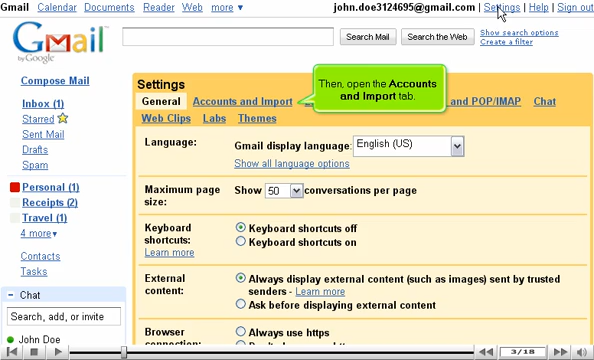 Gmail Calendar Documents Reader Web more ▼ john.doe3124695@gmail.com | Settings | Help | Sign out
Gmail
by Google
Search Mail Search the Web Show search options
Create a filter
Compose Mail
Inbox (1)
Starred
Sent Mail
Drafts
Spam
Personal (1)
Receipts (2)
Travel (1)
4 more ▼
Contacts
Tasks
− Chat
Search, add, or invite
John Doe
Settings
Then, open the Accounts
and Import tab.
General Accounts and Import and POP/IMAP Chat
Web Clips Labs Themes
Language: Gmail display language: English (US)
Show all language options
Maximum page
size:
Show 50 conversations per page
Keyboard
shortcuts:
Learn more
Keyboard shortcuts off
Keyboard shortcuts on
External
content:
Always display external content (such as images) sent by trusted
senders - Learn more
Ask before displaying external content
Browser
connection:
Always use https
3/18